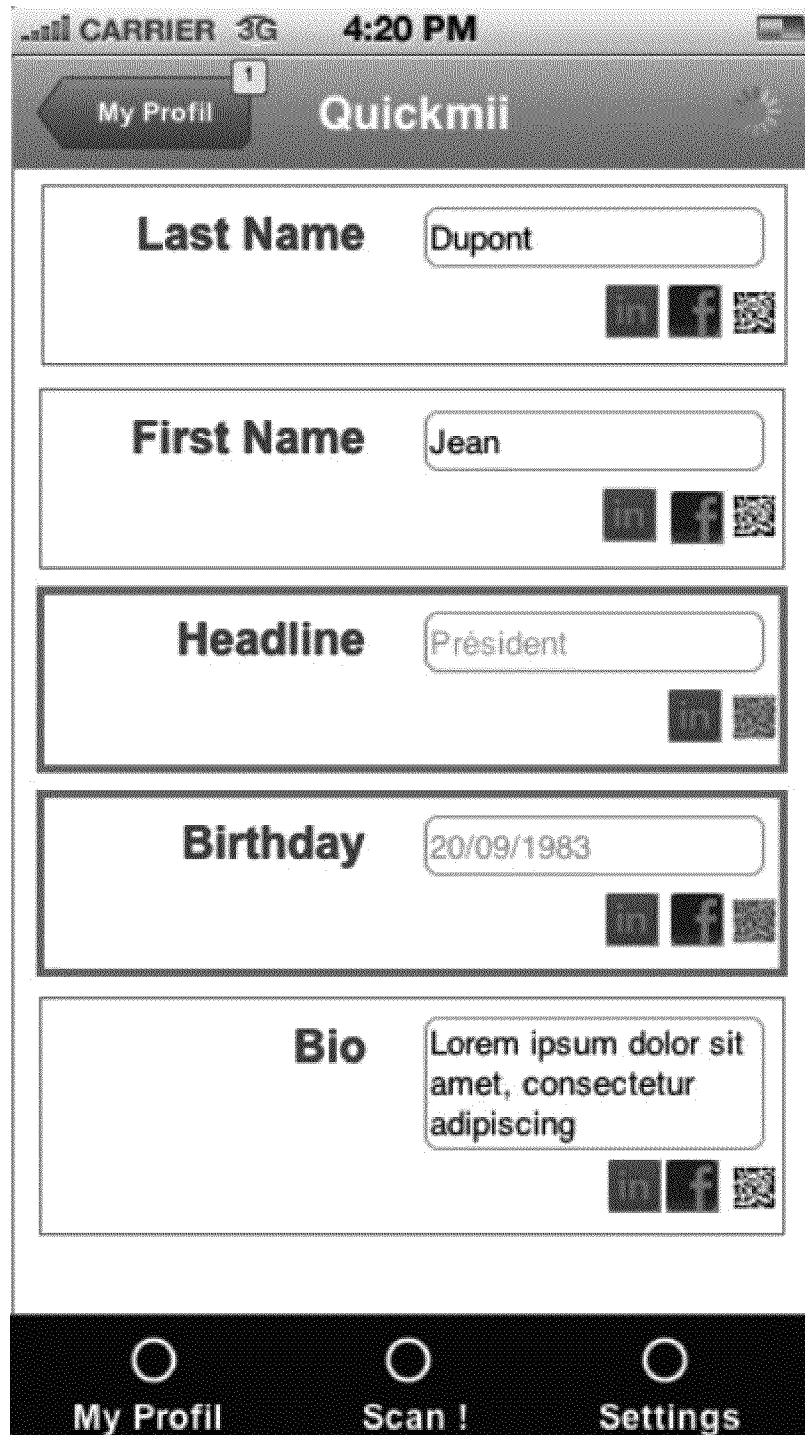 CARRIER 3G 4:20 PM
My Profil 1 Quickmii
Last Name Dupont
in f
First Name Jean
in f
Headline Président
in
Birthday 20/09/1983
in f
Bio Lorem ipsum dolor sit
amet, consectetur
adipiscing
in f
My Profil Scan ! Settings